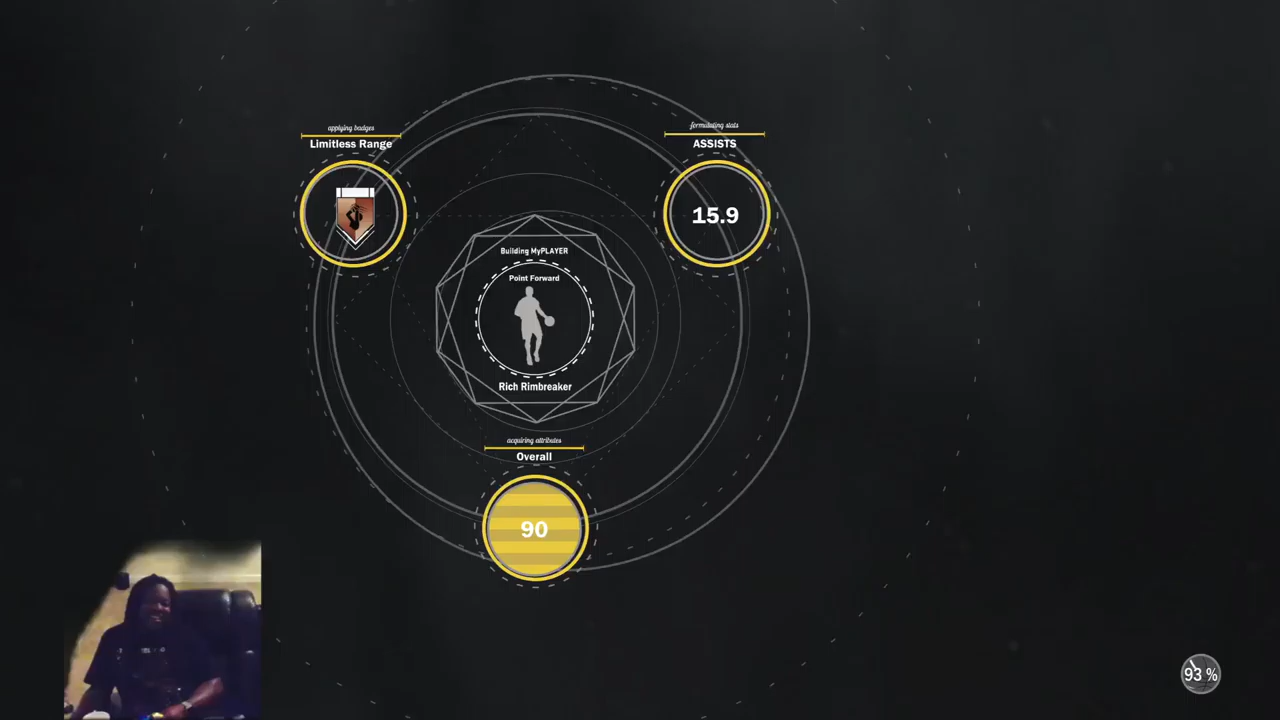 applying badges
Limitless Range
formulating stats
ASSISTS
15.9
Building MyPLAYER
Point Forward
Rich Rimbreaker
acquiring attributes
Overall
90
93 %